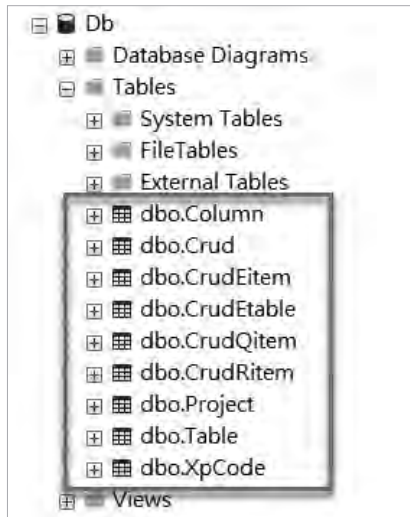 Db
Database Diagrams
Tables
System Tables
FileTables
External Tables
dbo.Column
dbo.Crud
dbo.CrudEitem
dbo.CrudEtable
dbo.CrudQitem
dbo.CrudRitem
dbo.Project
dbo.Table
dbo.XpCode
Views